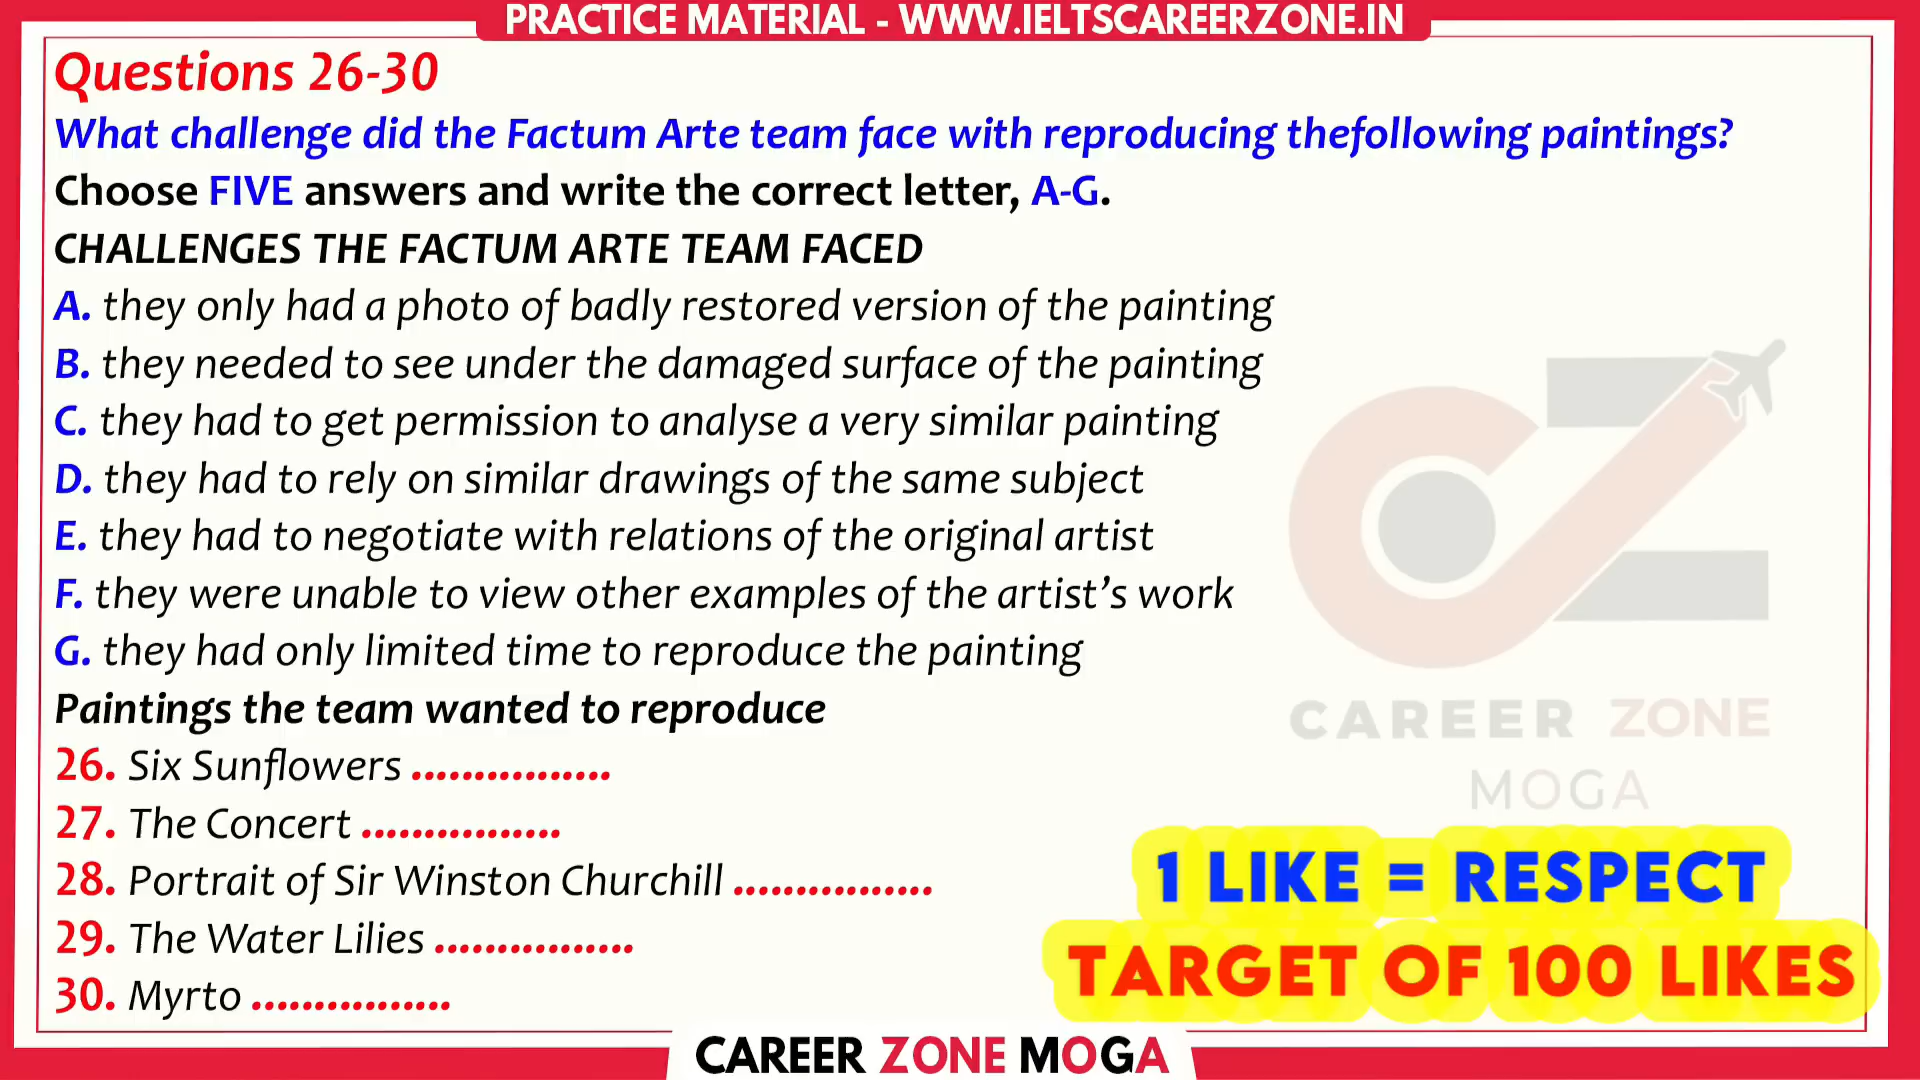 PRACTICE MATERIAL - WWW.IELTSCAREERZONE.IN
Questions 26-30
What challenge did the Factum Arte team face with reproducing thefollowing paintings?
Choose FIVE answers and write the correct letter, A-G.
CHALLENGES THE FACTUM ARTE TEAM FACED
A. they only had a photo of badly restored version of the painting
B. they needed to see under the damaged surface of the painting
C. they had to get permission to analyse a very similar painting
D. they had to rely on similar drawings of the same subject
E. they had to negotiate with relations of the original artist
F. they were unable to view other examples of the artist’s work
G. they had only limited time to reproduce the painting
Paintings the team wanted to reproduce
26. Six Sunflowers ................
27. The Concert ................
28. Portrait of Sir Winston Churchill ................
29. The Water Lilies ................
30. Myrto ................
CZ
CAREER ZONE
MOGA
1 LIKE = RESPECT
TARGET OF 100 LIKES
CAREER ZONE MOGA